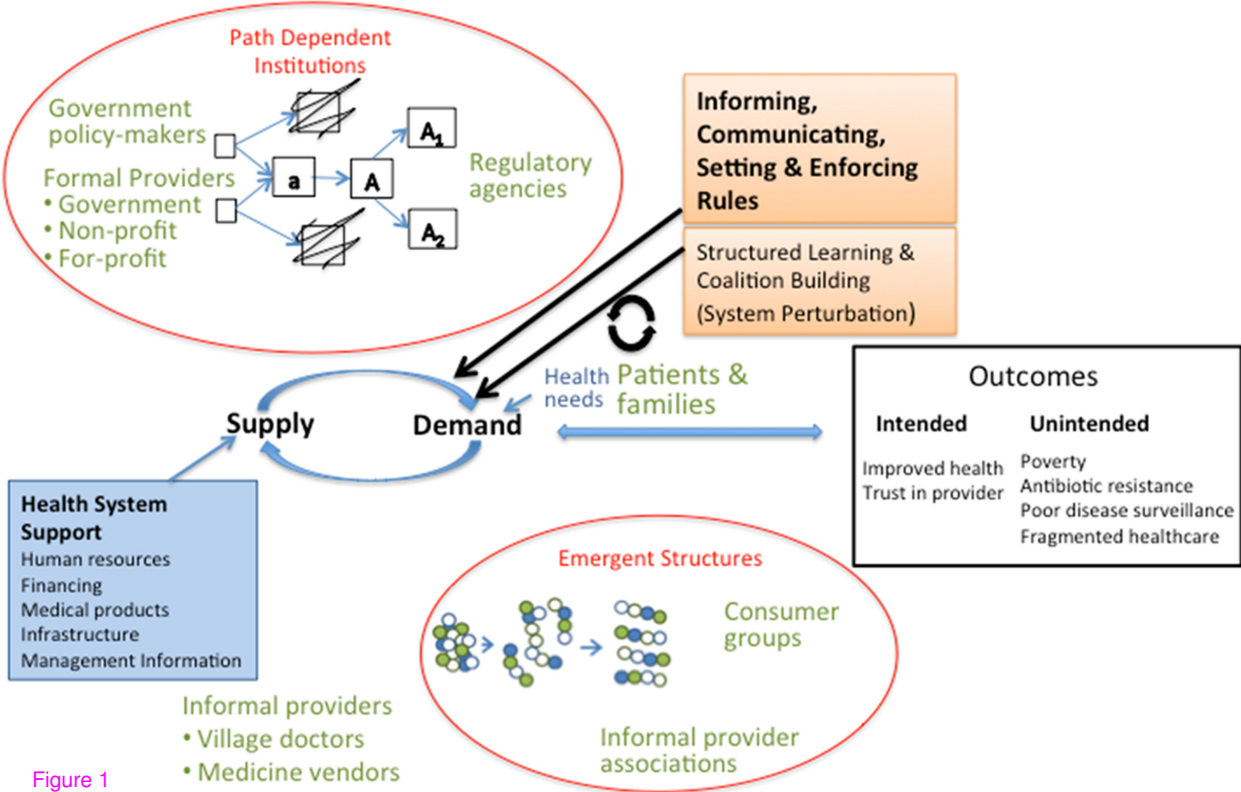 Path Dependent
Institutions
Government
policy-makers
Formal Providers
• Government
• Non-profit
• For-profit
a
A
A1
A2
Regulatory
agencies
Informing,
Communicating,
Setting & Enforcing
Rules
Structured Learning &
Coalition Building
(System Perturbation)
Health
needs
Patients &
families
Supply
Demand
Outcomes
Intended
Improved health
Trust in provider
Unintended
Poverty
Antibiotic resistance
Poor disease surveillance
Fragmented healthcare
Health System
Support
Human resources
Financing
Medical products
Infrastructure
Management Information
Emergent Structures
Consumer
groups
Informal provider
associations
Informal providers
• Village doctors
• Medicine vendors
Figure 1